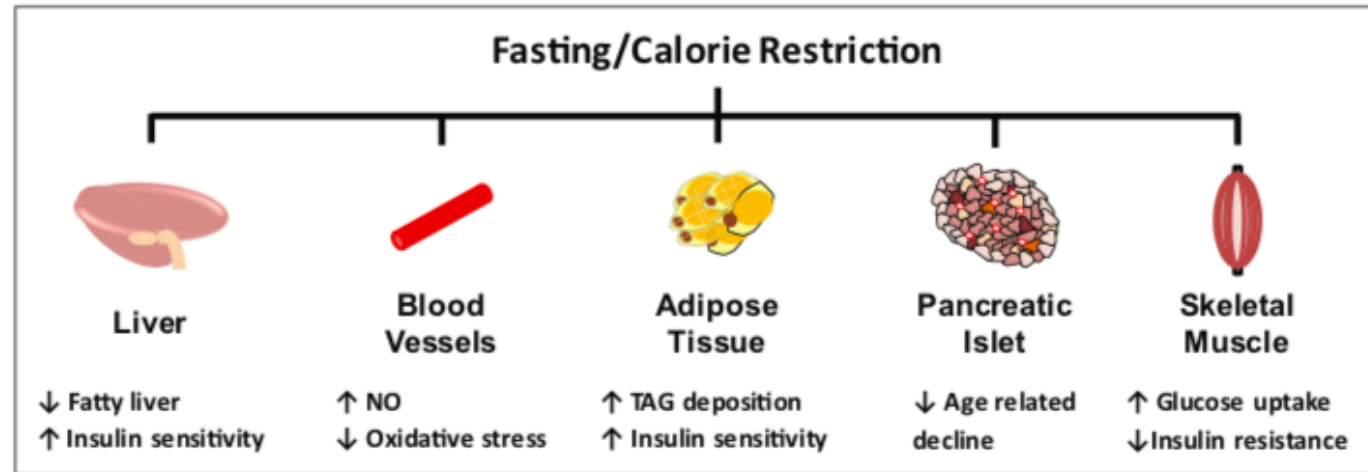 Fasting/Calorie Restriction
Liver
↓ Fatty liver
↑ Insulin sensitivity
Blood
Vessels
↑ NO
↓ Oxidative stress
Adipose
Tissue
↑ TAG deposition
↑ Insulin sensitivity
Pancreatic
Islet
↓ Age related
decline
Skeletal
Muscle
↑ Glucose uptake
↓Insulin resistance